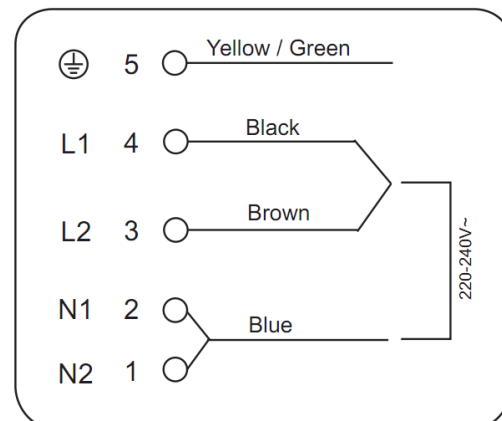 5 Yellow / Green
L1 4 Black
L2 3 Brown
N1 2
Blue
N2 1
220-240V~